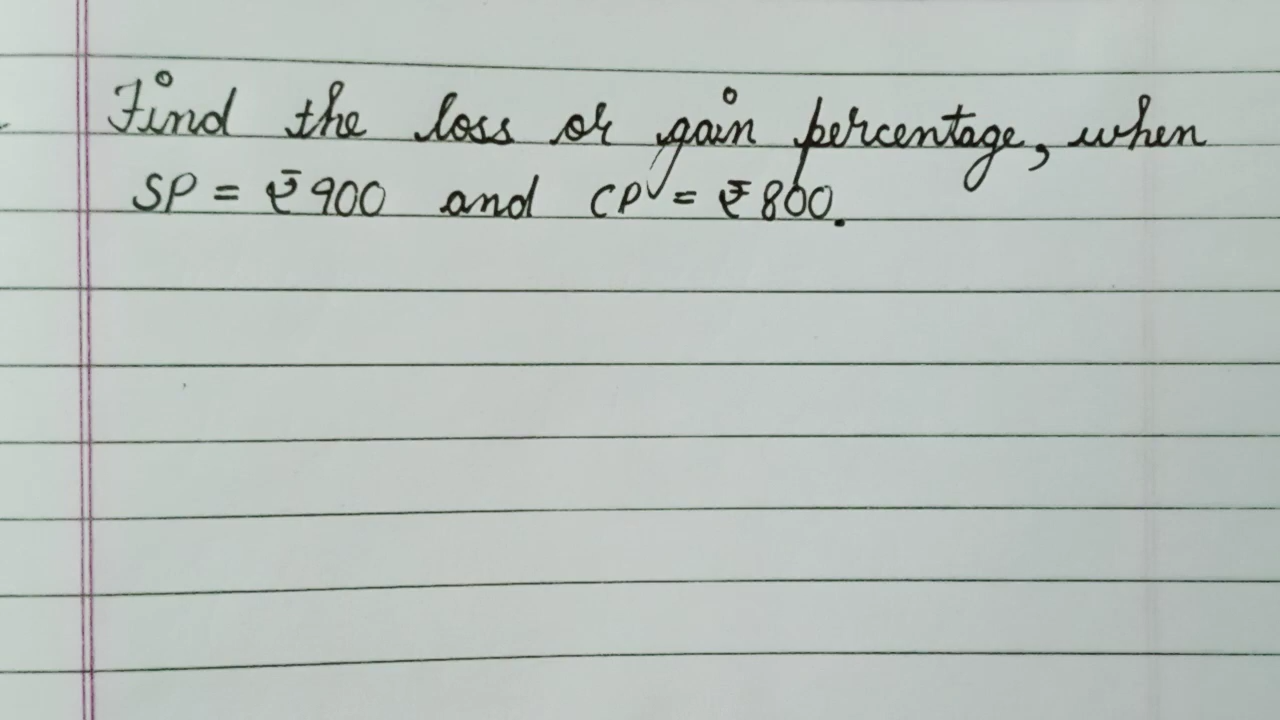 Find the loss or gain percentage, when
SP = ₹900 and CP = ₹800.